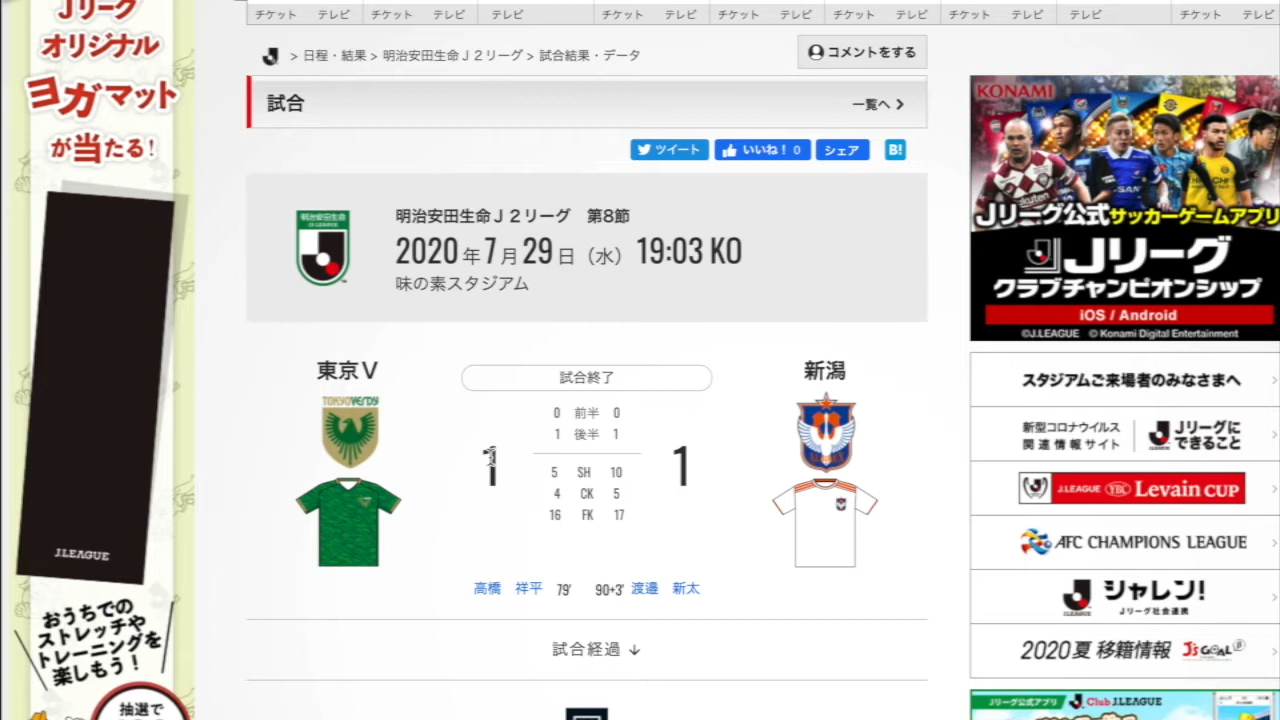 Jリーグ
オリジナル
ヨガマット
が当たる!
J.LEAGUE
おうちでの
ストレッチや
トレーニングを
楽しもう!
抽選で
チケット テレビ チケット テレビ テレビ チケット テレビ チケット テレビ チケット テレビ チケット テレビ テレビ チケット テレビ
> 日程・結果 > 明治安田生命J2リーグ > 試合結果・データ
コメントをする
試合
一覧へ
ツイート いいね! 0 シェア B!
明治安田生命
J2 LEAGUE
明治安田生命J2リーグ 第8節
2020年7月29日(水) 19:03 KO
味の素スタジアム
東京V
試合終了
新潟
TOKYO VERDY
0 前半 0
1 後半 1
1
1
5 SH 10
4 CK 5
16 FK 17
高橋 祥平 79' 90+3' 渡邉 新太
試合経過 ↓
KONAMI
Jリーグ公式サッカーゲームアプリ
Jリーグ
クラブチャンピオンシップ
iOS / Android
©J.LEAGUE © Konami Digital Entertainment
スタジアムご来場者のみなさまへ
新型コロナウイルス
関連情報サイト
Jリーグに
できること
J.LEAGUE YBC Levain CUP
AFC CHAMPIONS LEAGUE
シャレン!
Jリーグ社会連携
2020夏 移籍情報 J'sGOAL
Jリーグ公式アプリ Club J.LEAGUE